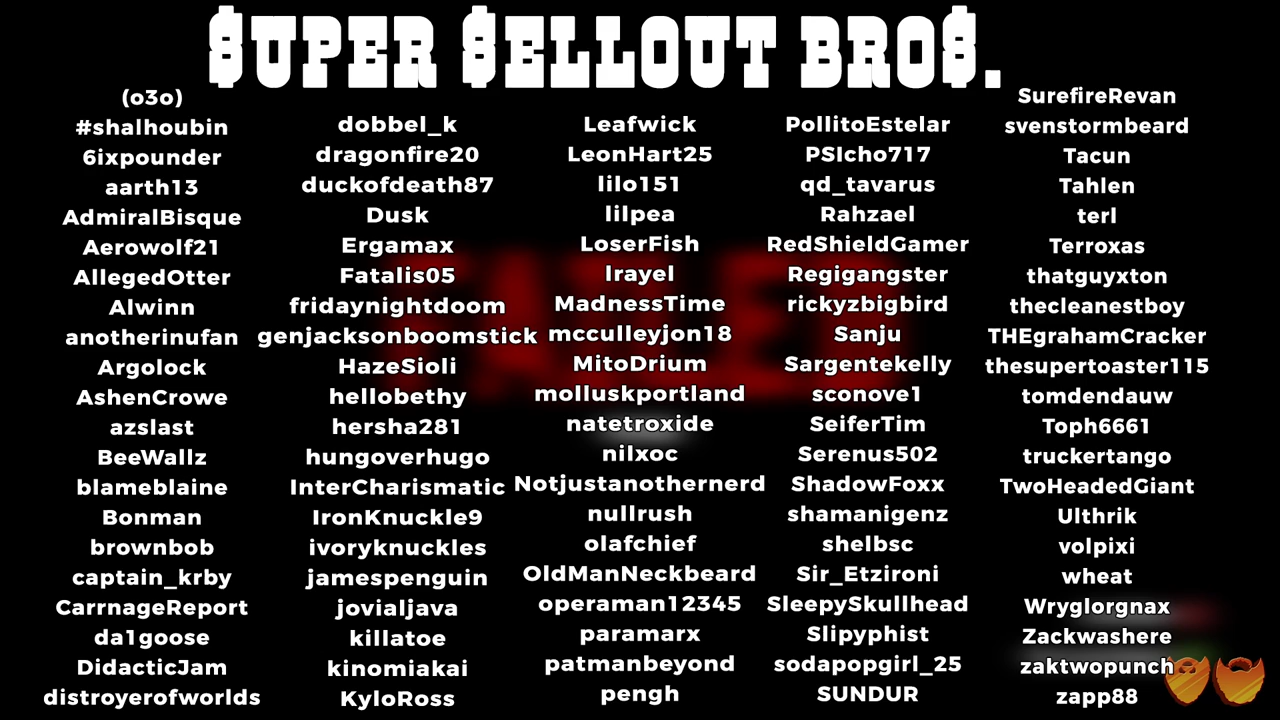 $UPER $ELLOUT BRO$.
(o3o)
#shalhoubin
6ixpounder
aarth13
AdmiralBisque
Aerowolf21
AllegedOtter
Alwinn
anotherinufan
Argolock
AshenCrowe
azslast
BeeWallz
blameblaine
Bonman
brownbob
captain_krby
CarrnageReport
da1goose
DidacticJam
distroyerofworlds
dobbel_k
dragonfire20
duckofdeath87
Dusk
Ergamax
Fatalis05
fridaynightdoom
genjacksonboomstick
HazeSioli
hellobethy
hersha281
hungoverhugo
InterCharismatic
IronKnuckle9
ivoryknuckles
jamespenguin
jovialjava
killatoe
kinomiakai
KyloRoss
Leafwick
LeonHart25
lilo151
lilpea
LoserFish
lrayel
MadnessTime
mcculleyjon18
MitoDrium
molluskportland
natetroxide
nilxoc
Notjustanothernerd
nullrush
olafchief
OldManNeckbeard
operaman12345
paramarx
patmanbeyond
pengh
PollitoEstelar
PSIcho717
qd_tavarus
Rahzael
RedShieldGamer
Regigangster
rickyzbigbird
Sanju
Sargentekelly
sconove1
SeiferTim
Serenus502
ShadowFoxx
shamanigenz
shelbsc
Sir_Etzironi
SleepySkullhead
Slipyphist
sodapopgirl_25
SUNDUR
SurefireRevan
svenstormbeard
Tacun
Tahlen
terl
Terroxas
thatguyxton
thecleanestboy
THEgrahamCracker
thesupertoaster115
tomdendauw
Toph6661
truckertango
TwoHeadedGiant
Ulthrik
volpixi
wheat
Wryglorgnax
Zackwashere
zaktwopunch
zapp88